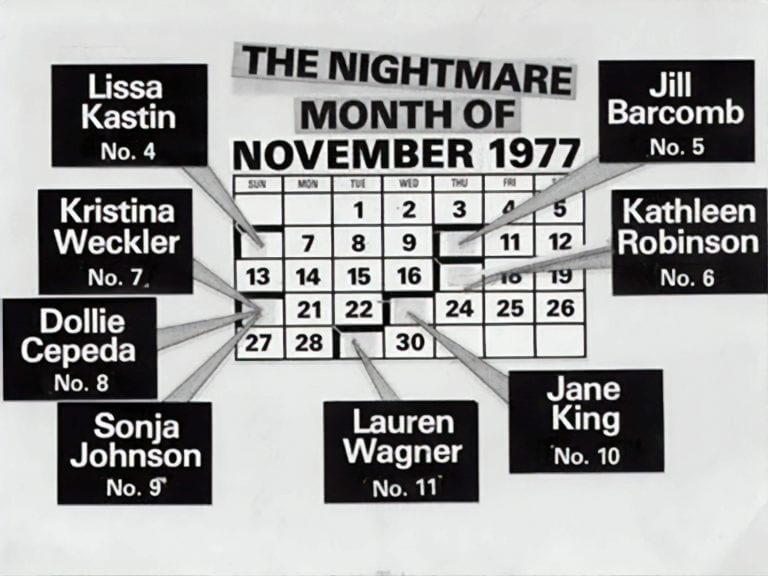 THE NIGHTMARE
MONTH OF
NOVEMBER 1977
Lissa
Kastin
No. 4
Jill
Barcomb
No. 5
Kristina
Weckler
No. 7
Kathleen
Robinson
No. 6
Dollie
Cepeda
No. 8
Sonja
Johnson
No. 9
Lauren
Wagner
No. 11
Jane
King
No. 10
SUN MON TUE WED THU FRI
1 2 3 4 5
7 8 9 11 12
13 14 15 16 18 19
21 22 24 25 26
27 28 30